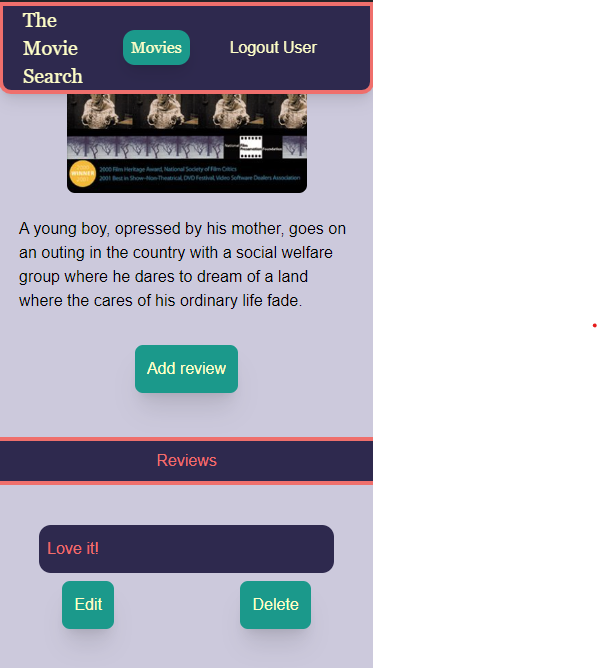 The
Movie
Search
Movies
Logout User
National Film Preservation Foundation
WINNER
2000 Film Heritage Award, National Society of Film Critics
2001 Best in Show–Non-Theatrical, DVD Festival, Video Software Dealers Association
A young boy, opressed by his mother, goes on
an outing in the country with a social welfare
group where he dares to dream of a land
where the cares of his ordinary life fade.
Add review
Reviews
Love it!
Edit
Delete